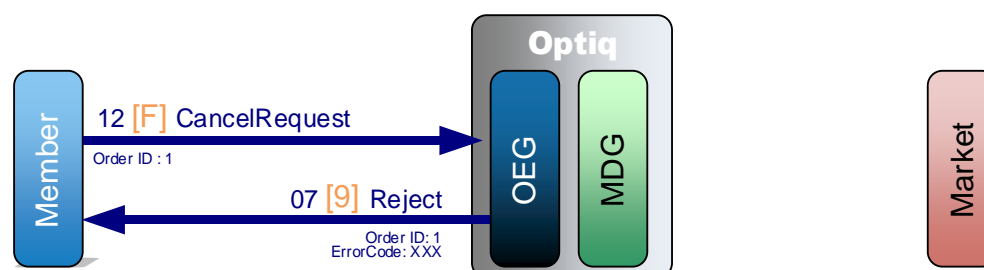 Optiq
Member
12 [F] CancelRequest
Order ID : 1
07 [9] Reject
Order ID: 1
ErrorCode: XXX
OEG
MDG
Market